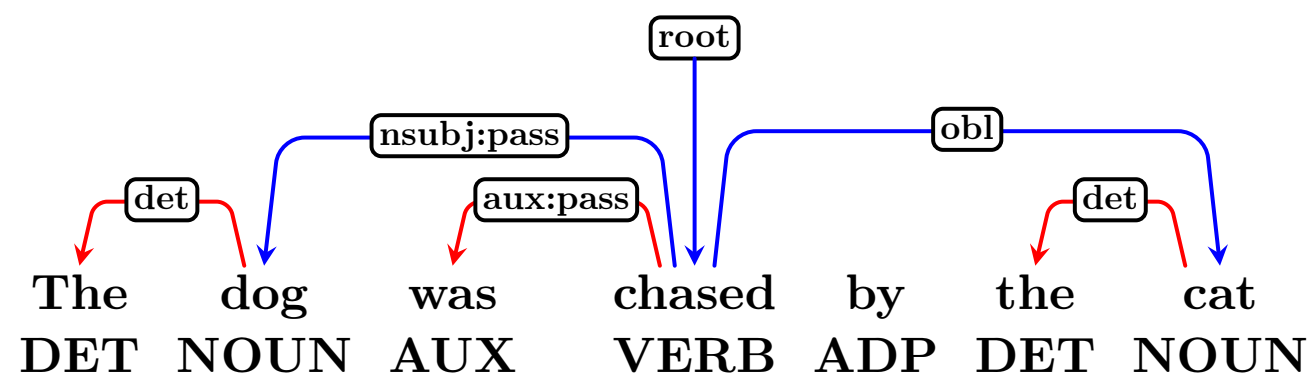 root
nsubj:pass obl
det aux:pass det
The dog was chased by the cat
DET NOUN AUX VERB ADP DET NOUN